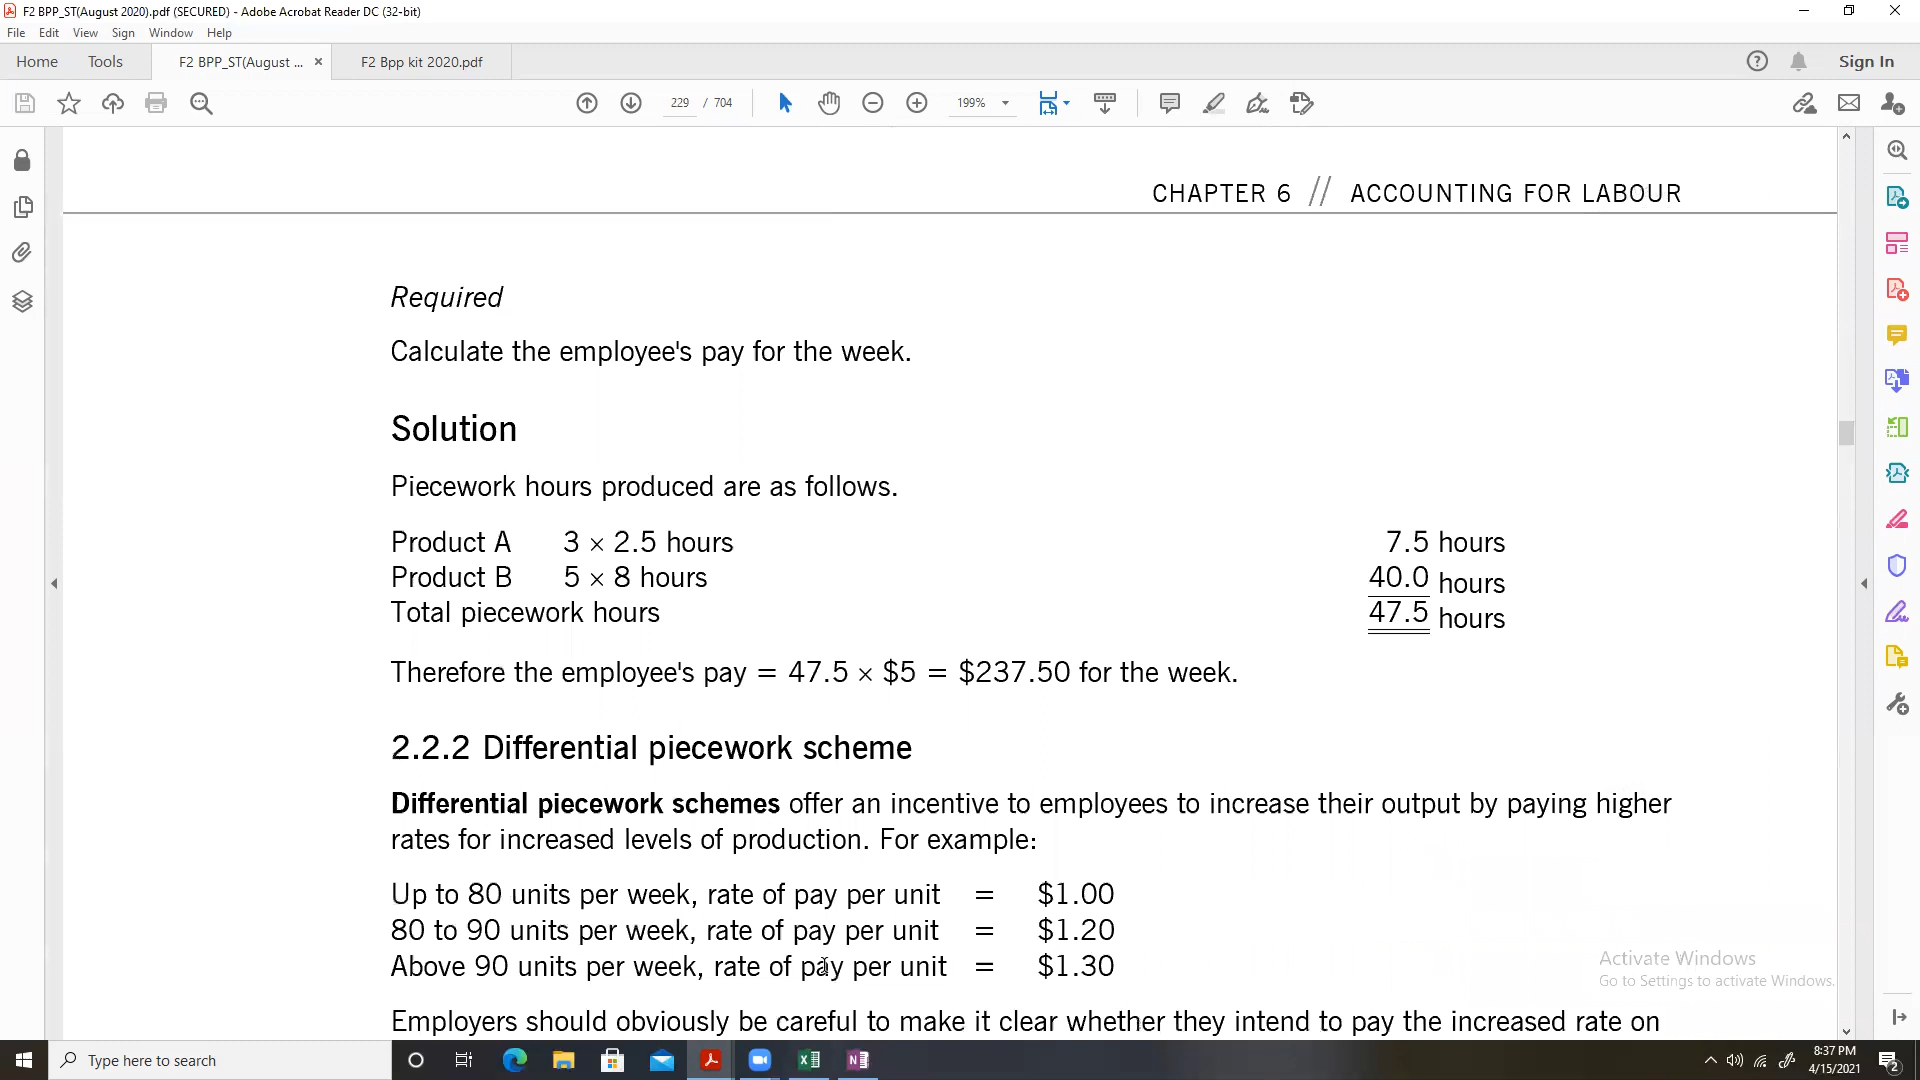 F2 BPP_ST(August 2020).pdf (SECURED) - Adobe Acrobat Reader DC (32-bit)
File Edit View Sign Window Help
Home Tools F2 BPP_ST(August ... × F2 Bpp kit 2020.pdf Sign In
229 / 704 199%
CHAPTER 6 // ACCOUNTING FOR LABOUR
Required
Calculate the employee's pay for the week.
Solution
Piecework hours produced are as follows.
Product A 3 × 2.5 hours 7.5 hours
Product B 5 × 8 hours 40.0 hours
Total piecework hours 47.5 hours
Therefore the employee's pay = 47.5 × $5 = $237.50 for the week.
2.2.2 Differential piecework scheme
Differential piecework schemes offer an incentive to employees to increase their output by paying higher
rates for increased levels of production. For example:
Up to 80 units per week, rate of pay per unit = $1.00
80 to 90 units per week, rate of pay per unit = $1.20
Above 90 units per week, rate of pay per unit = $1.30
Activate Windows
Go to Settings to activate Windows.
Employers should obviously be careful to make it clear whether they intend to pay the increased rate on
Type here to search
8:37 PM
4/15/2021
2